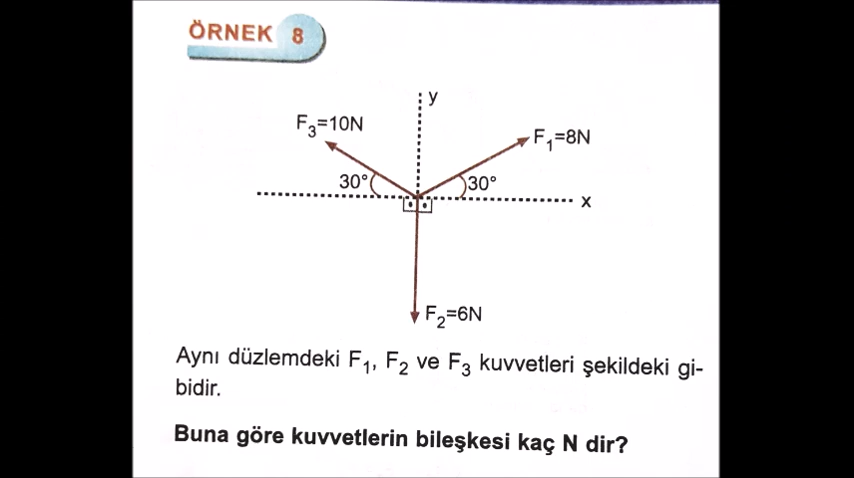 ÖRNEK 8
y
F₃=10N
F₁=8N
30°
30°
x
F₂=6N
Aynı düzlemdeki F₁, F₂ ve F₃ kuvvetleri şekildeki gi-
bidir.
Buna göre kuvvetlerin bileşkesi kaç N dir?